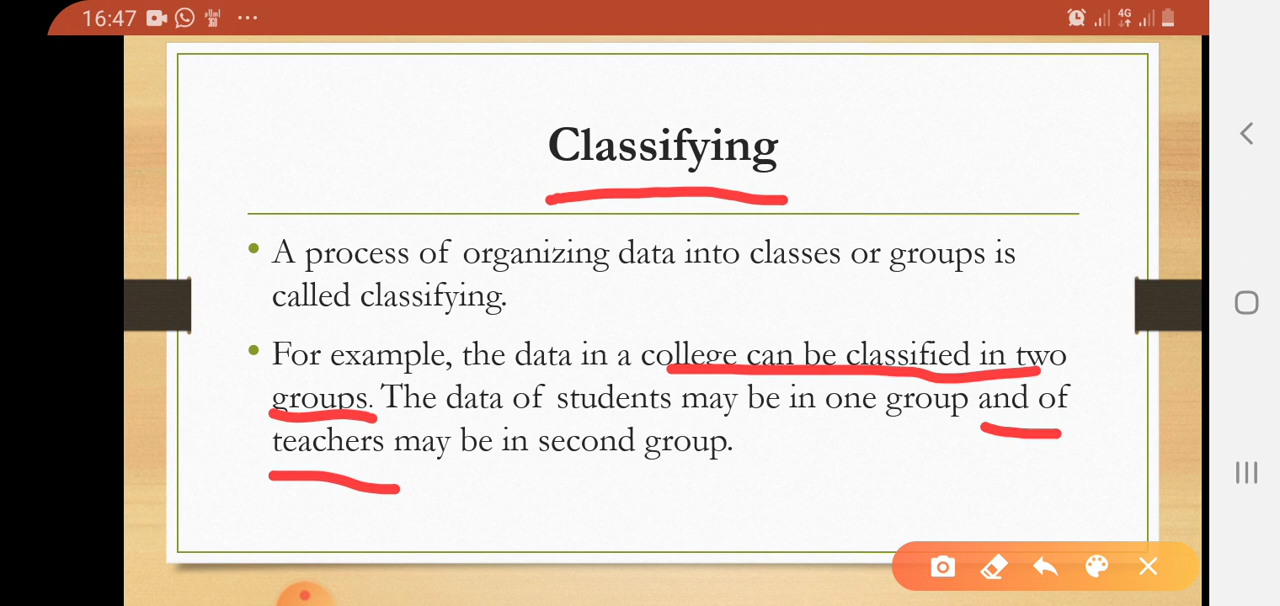 16:47
4G
Classifying
• A process of organizing data into classes or groups is
called classifying.
• For example, the data in a college can be classified in two
groups. The data of students may be in one group and of
teachers may be in second group.